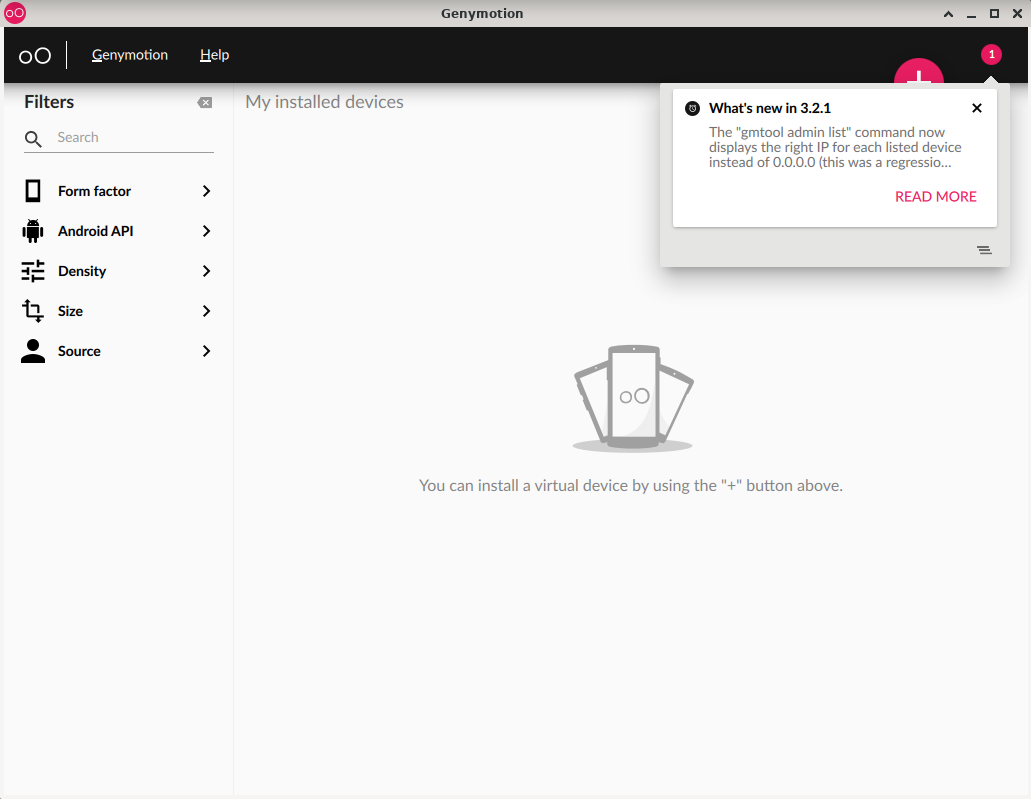 Genymotion
Genymotion Help
1
Filters
My installed devices
Search
Form factor
Android API
Density
Size
Source
What's new in 3.2.1
The "gmtool admin list" command now
displays the right IP for each listed device
instead of 0.0.0.0 (this was a regressio...
READ MORE
You can install a virtual device by using the "+" button above.